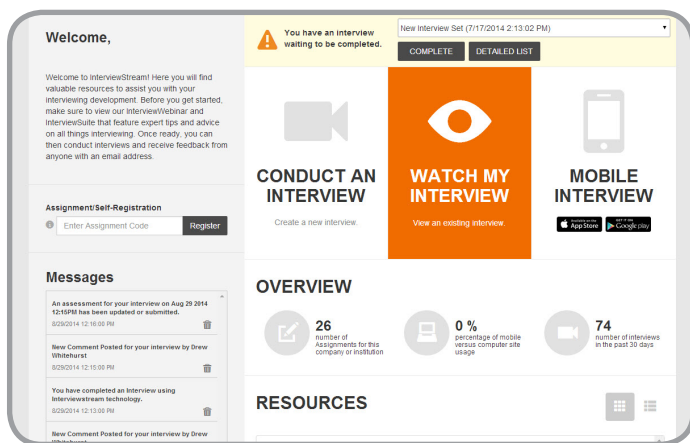 Welcome,
Welcome to InterviewStream! Here you will find
valuable resources to assist you with your
interviewing development. Before you get started,
make sure to view our InterviewWebinar and
InterviewSuite that feature expert tips and advice
on all things interviewing. Once ready, you can
then conduct interviews and receive feedback from
anyone with an email address.
Assignment/Self-Registration
Enter Assignment Code
Register
Messages
An assessment for your interview on Aug 29 2014
12:15PM has been updated or submitted.
8/29/2014 12:16:00 PM
New Comment Posted for your interview by Drew
Whitehurst
8/29/2014 12:15:00 PM
You have completed an Interview using
Interviewstream technology.
8/29/2014 12:13:00 PM
New Comment Posted for your interview by Drew
Whitehurst
You have an interview
waiting to be completed.
New Interview Set (7/17/2014 2:13:02 PM)
COMPLETE
DETAILED LIST
CONDUCT AN
INTERVIEW
Create a new interview.
WATCH MY
INTERVIEW
View an existing interview.
MOBILE
INTERVIEW
Available on the
App Store
GET IT ON
Google play
OVERVIEW
26
number of
Assignments for this
company or institution
0 %
percentage of mobile
versus computer site
usage
74
number of interviews
in the past 30 days
RESOURCES